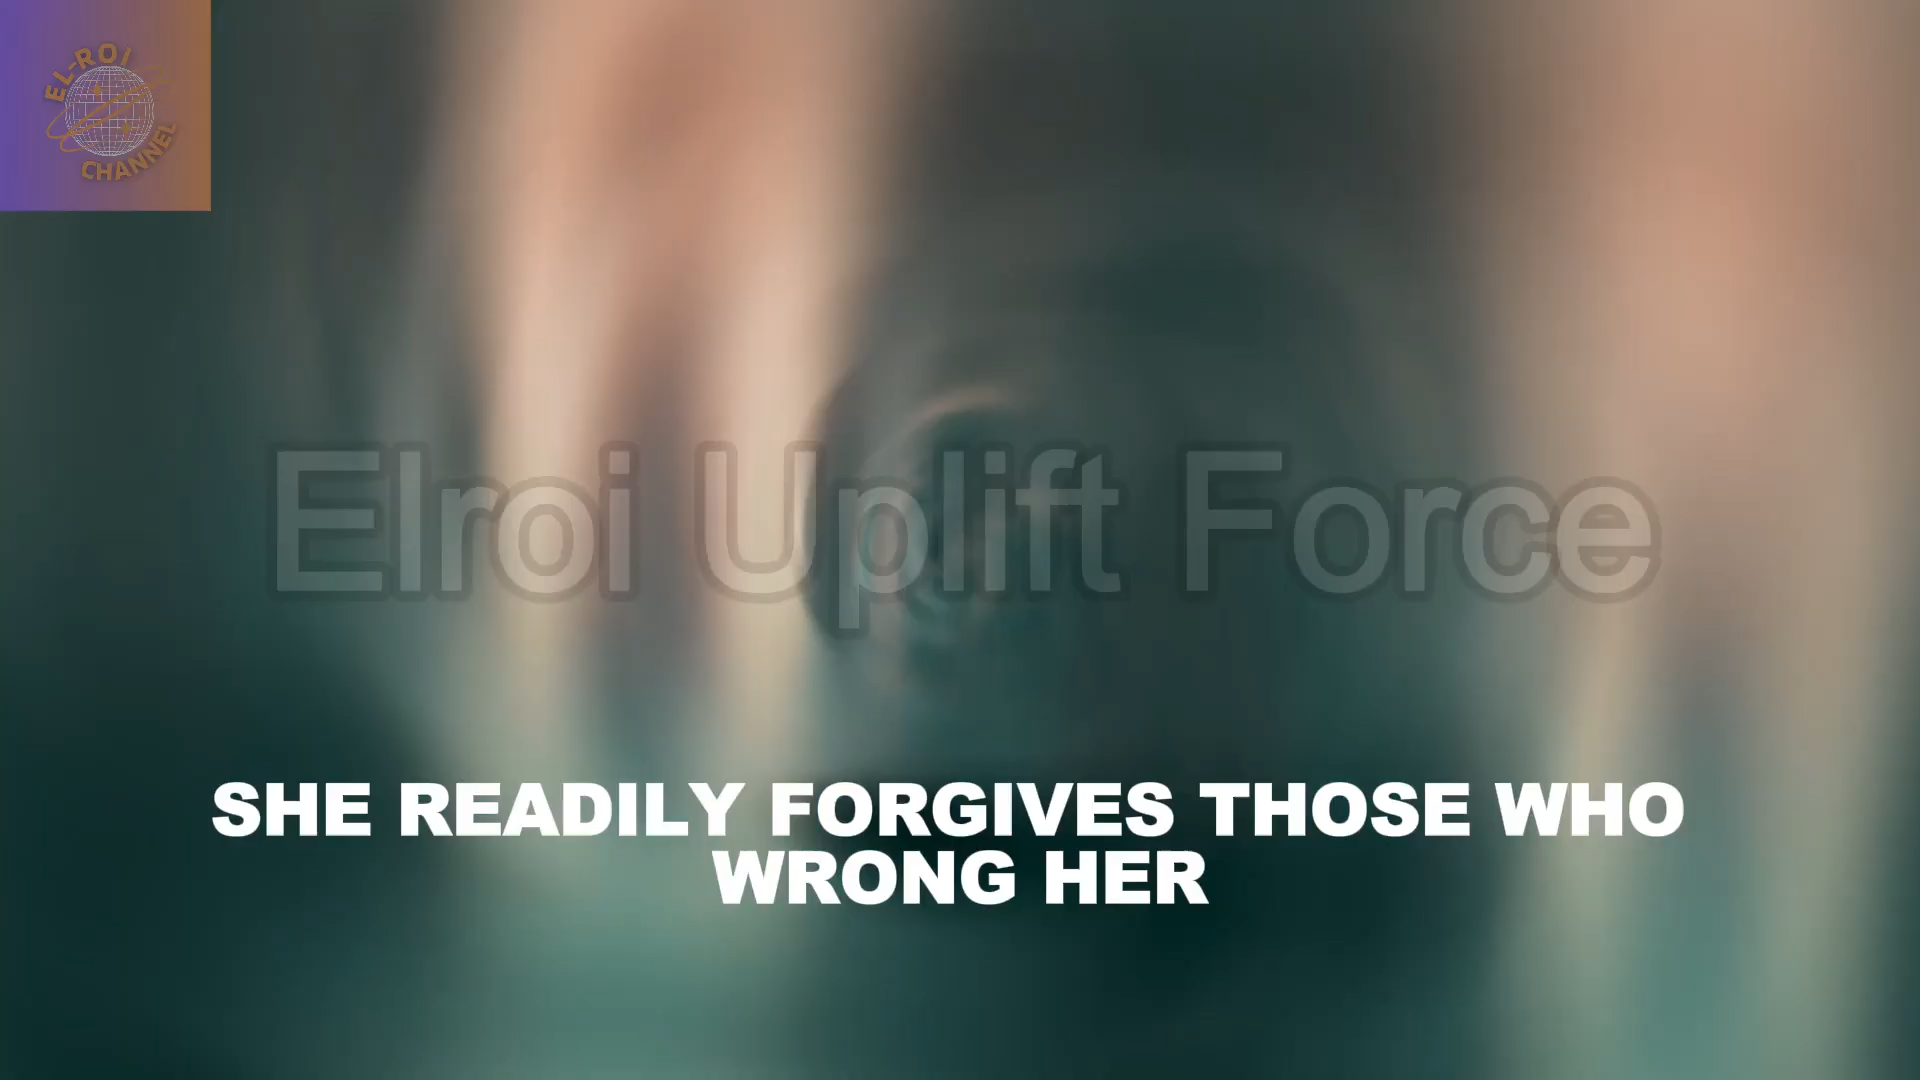 EL-ROI
CHANNEL
Elroi Uplift Force
SHE READILY FORGIVES THOSE WHO
WRONG HER